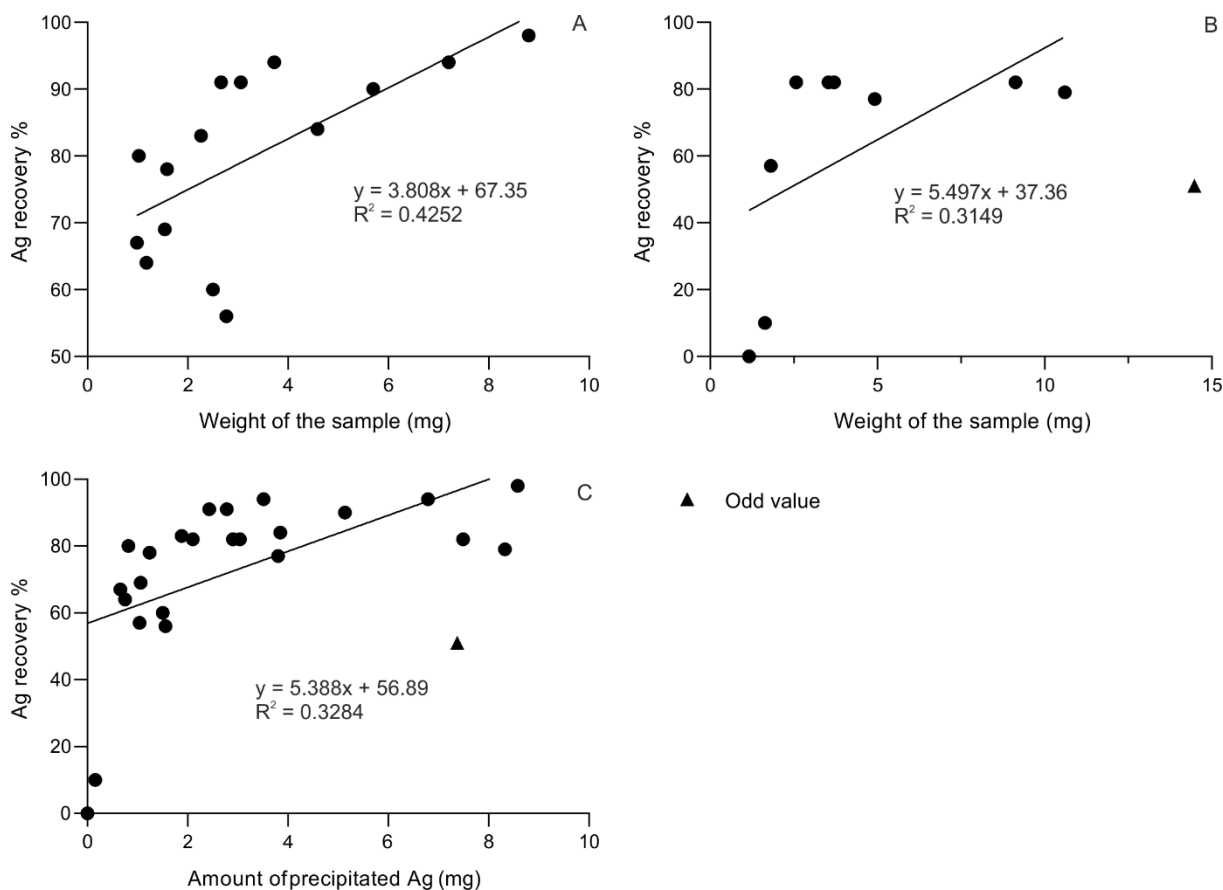 A
Ag recovery %
100
90
80
70
60
50
y = 3.808x + 67.35
R² = 0.4252
0 2 4 6 8 10
Weight of the sample (mg)
B
Ag recovery %
100
80
60
40
20
0
y = 5.497x + 37.36
R² = 0.3149
0 5 10 15
Weight of the sample (mg)
C
Ag recovery %
100
80
60
40
20
0
y = 5.388x + 56.89
R² = 0.3284
0 2 4 6 8 10
Amount of precipitated Ag (mg)
Odd value